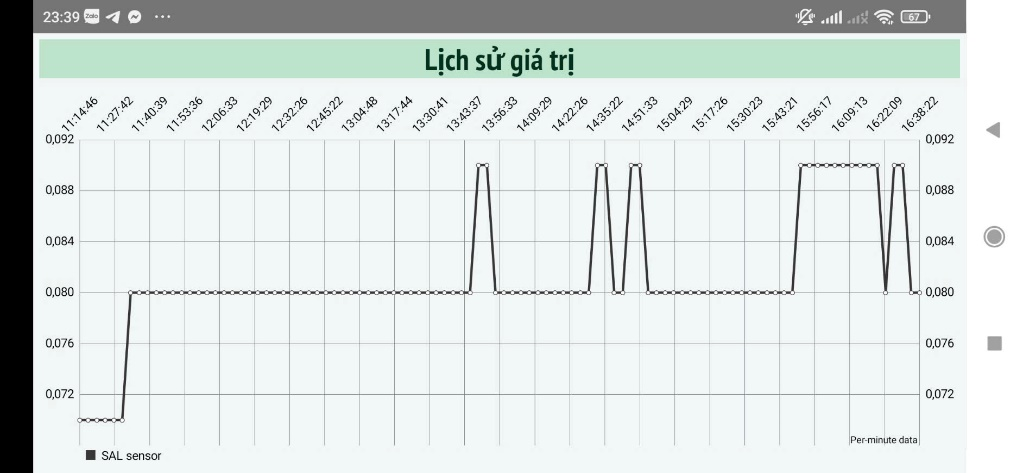 23:39 Zalo ... 67
Lịch sử giá trị
11:14:46 11:27:42 11:40:39 11:53:36 12:06:33 12:19:29 12:32:26 12:45:22 13:04:48 13:17:44 13:30:41 13:43:37 13:56:33 14:09:29 14:22:26 14:35:22 14:51:33 15:04:29 15:17:26 15:30:23 15:43:21 15:56:17 16:09:13 16:22:09 16:38:22
0,092 0,092
0,088 0,088
0,084 0,084
0,080 0,080
0,076 0,076
0,072 0,072
Per-minute data
SAL sensor